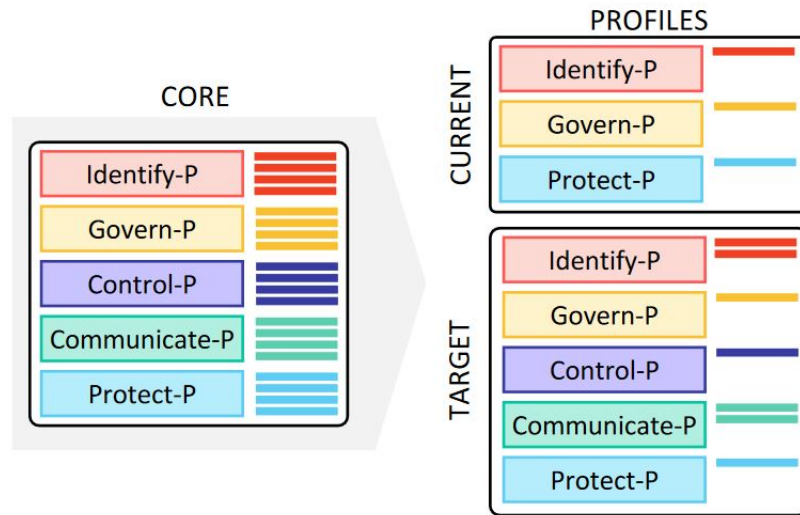 CORE
Identify-P
Govern-P
Control-P
Communicate-P
Protect-P
PROFILES
CURRENT
Identify-P
Govern-P
Protect-P
TARGET
Identify-P
Govern-P
Control-P
Communicate-P
Protect-P